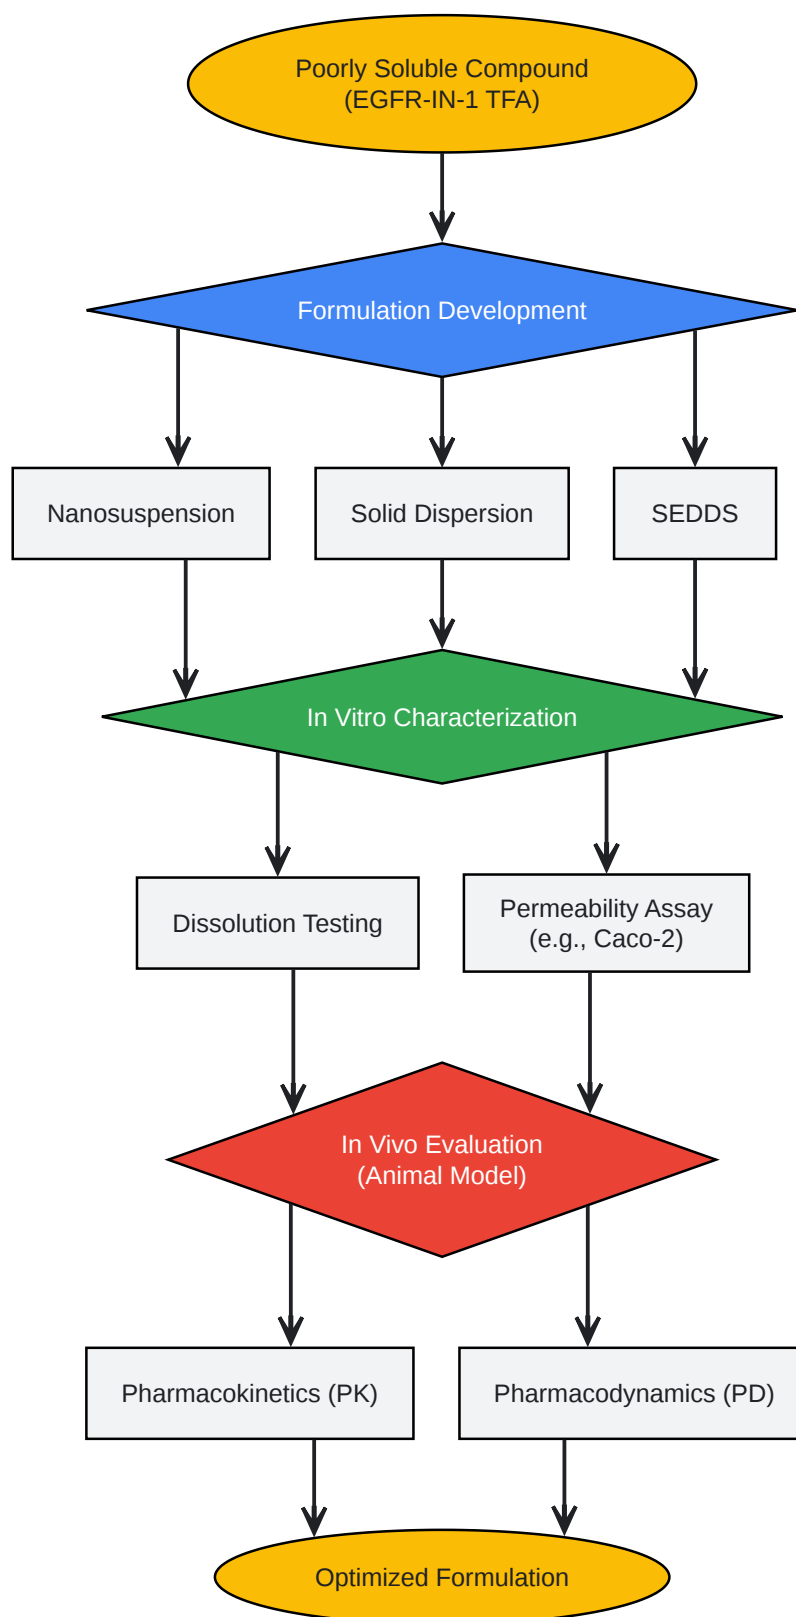 Poorly Soluble Compound
(EGFR-IN-1 TFA)
Formulation Development
Nanosuspension
Solid Dispersion
SEDDS
In Vitro Characterization
Dissolution Testing
Permeability Assay
(e.g., Caco-2)
In Vivo Evaluation
(Animal Model)
Pharmacokinetics (PK)
Pharmacodynamics (PD)
Optimized Formulation